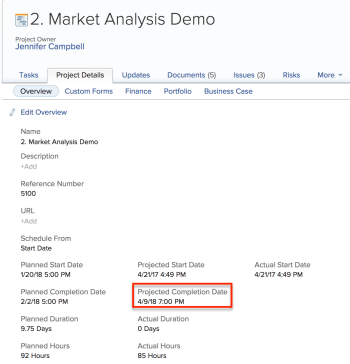 2. Market Analysis Demo
Project Owner
Jennifer Campbell
Tasks Project Details Updates Documents (5) Issues (3) Risks More
Overview Custom Forms Finance Portfolio Business Case
Edit Overview
Name
2. Market Analysis Demo
Description
+Add
Reference Number
5100
URL
+Add
Schedule From
Start Date
Planned Start Date Projected Start Date Actual Start Date
1/20/18 5:00 PM 4/21/17 4:49 PM 4/21/17 4:49 PM
Planned Completion Date Projected Completion Date
2/2/18 5:00 PM 4/9/18 7:00 PM
Planned Duration Actual Duration
9.75 Days 0 Days
Planned Hours Actual Hours
92 Hours 85 Hours